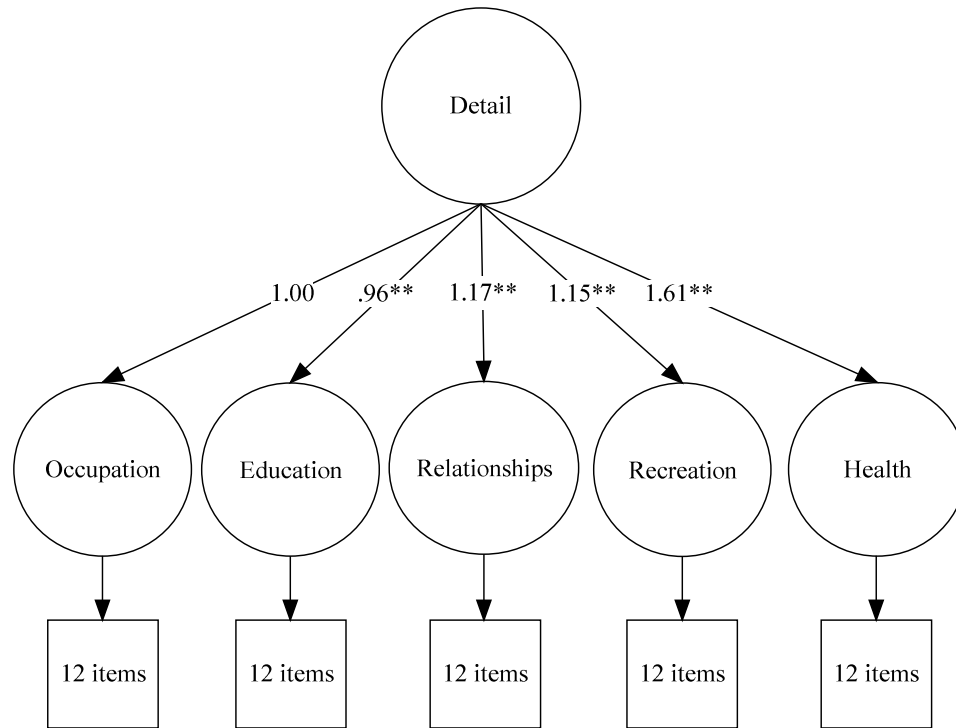 Detail
1.00 .96** 1.17** 1.15** 1.61**
Occupation Education Relationships Recreation Health
12 items 12 items 12 items 12 items 12 items